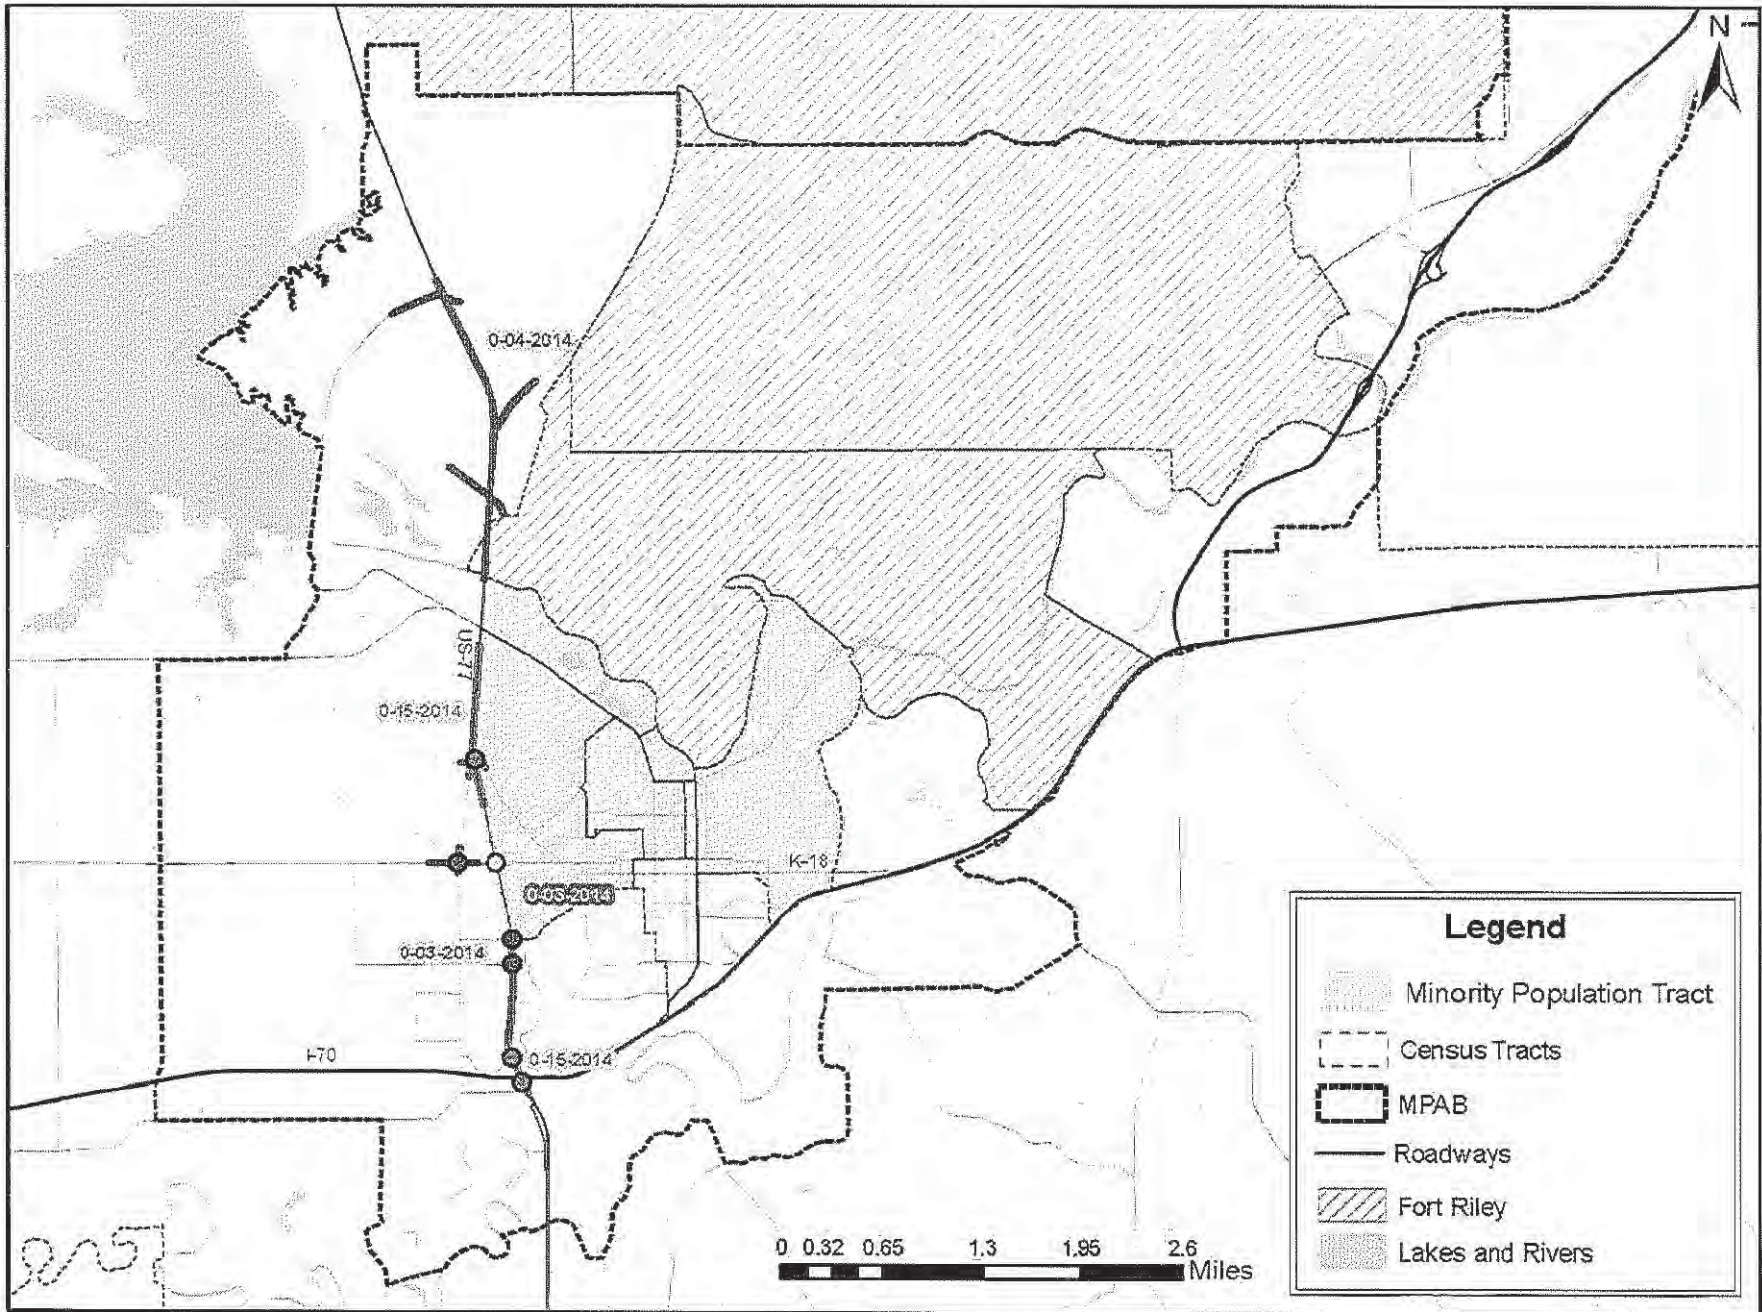 N
0-04-2014
US-77
0-15-2014
K-18
0-03-2014
0-03-2014
I-70
0-15-2014
Legend
Minority Population Tract
Census Tracts
MPAB
Roadways
Fort Riley
Lakes and Rivers
0 0.32 0.65 1.3 1.95 2.6
Miles